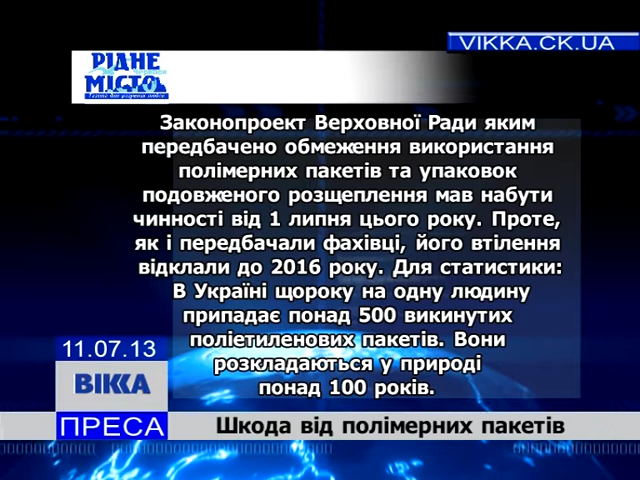 VIKKA.CK.UA
РІДНЕ
МІСТО
Законопроект Верховної Ради яким
передбачено обмеження використання
полімерних пакетів та упаковок
подовженого розщеплення мав набути
чинності від 1 липня цього року. Проте,
як і передбачали фахівці, його втілення
відклали до 2016 року. Для статистики:
В Україні щороку на одну людину
припадає понад 500 викинутих
поліетиленових пакетів. Вони
розкладаються у природі
понад 100 років.
11.07.13
ВІККА
ПРЕСА
Шкода від полімерних пакетів